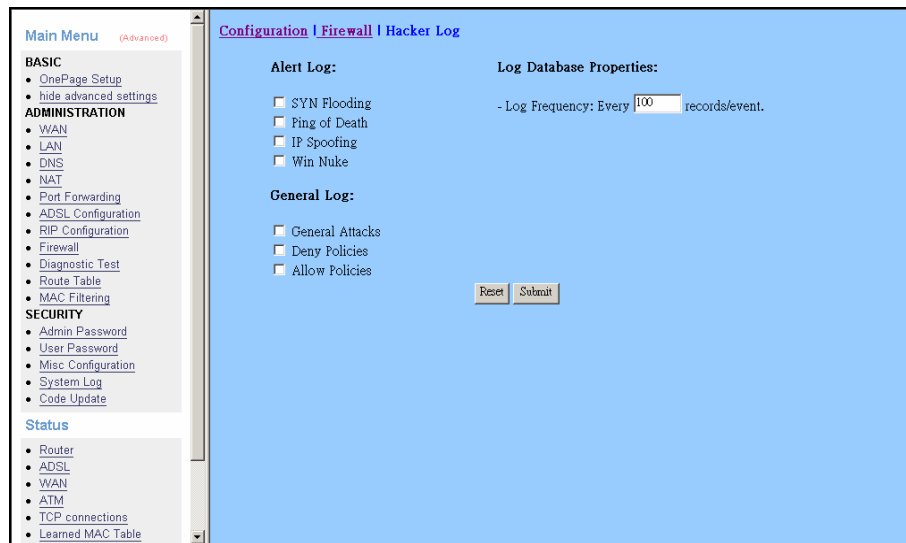 Main Menu (Advanced)
BASIC
OnePage Setup
hide advanced settings
ADMINISTRATION
WAN
LAN
DNS
NAT
Port Forwarding
ADSL Configuration
RIP Configuration
Firewall
Diagnostic Test
Route Table
MAC Filtering
SECURITY
Admin Password
User Password
Misc Configuration
System Log
Code Update
Status
Router
ADSL
WAN
ATM
TCP connections
Learned MAC Table
Configuration | Firewall | Hacker Log
Alert Log:
SYN Flooding
Ping of Death
IP Spoofing
Win Nuke
General Log:
General Attacks
Deny Policies
Allow Policies
Log Database Properties:
- Log Frequency: Every 100 records/event.
Reset Submit